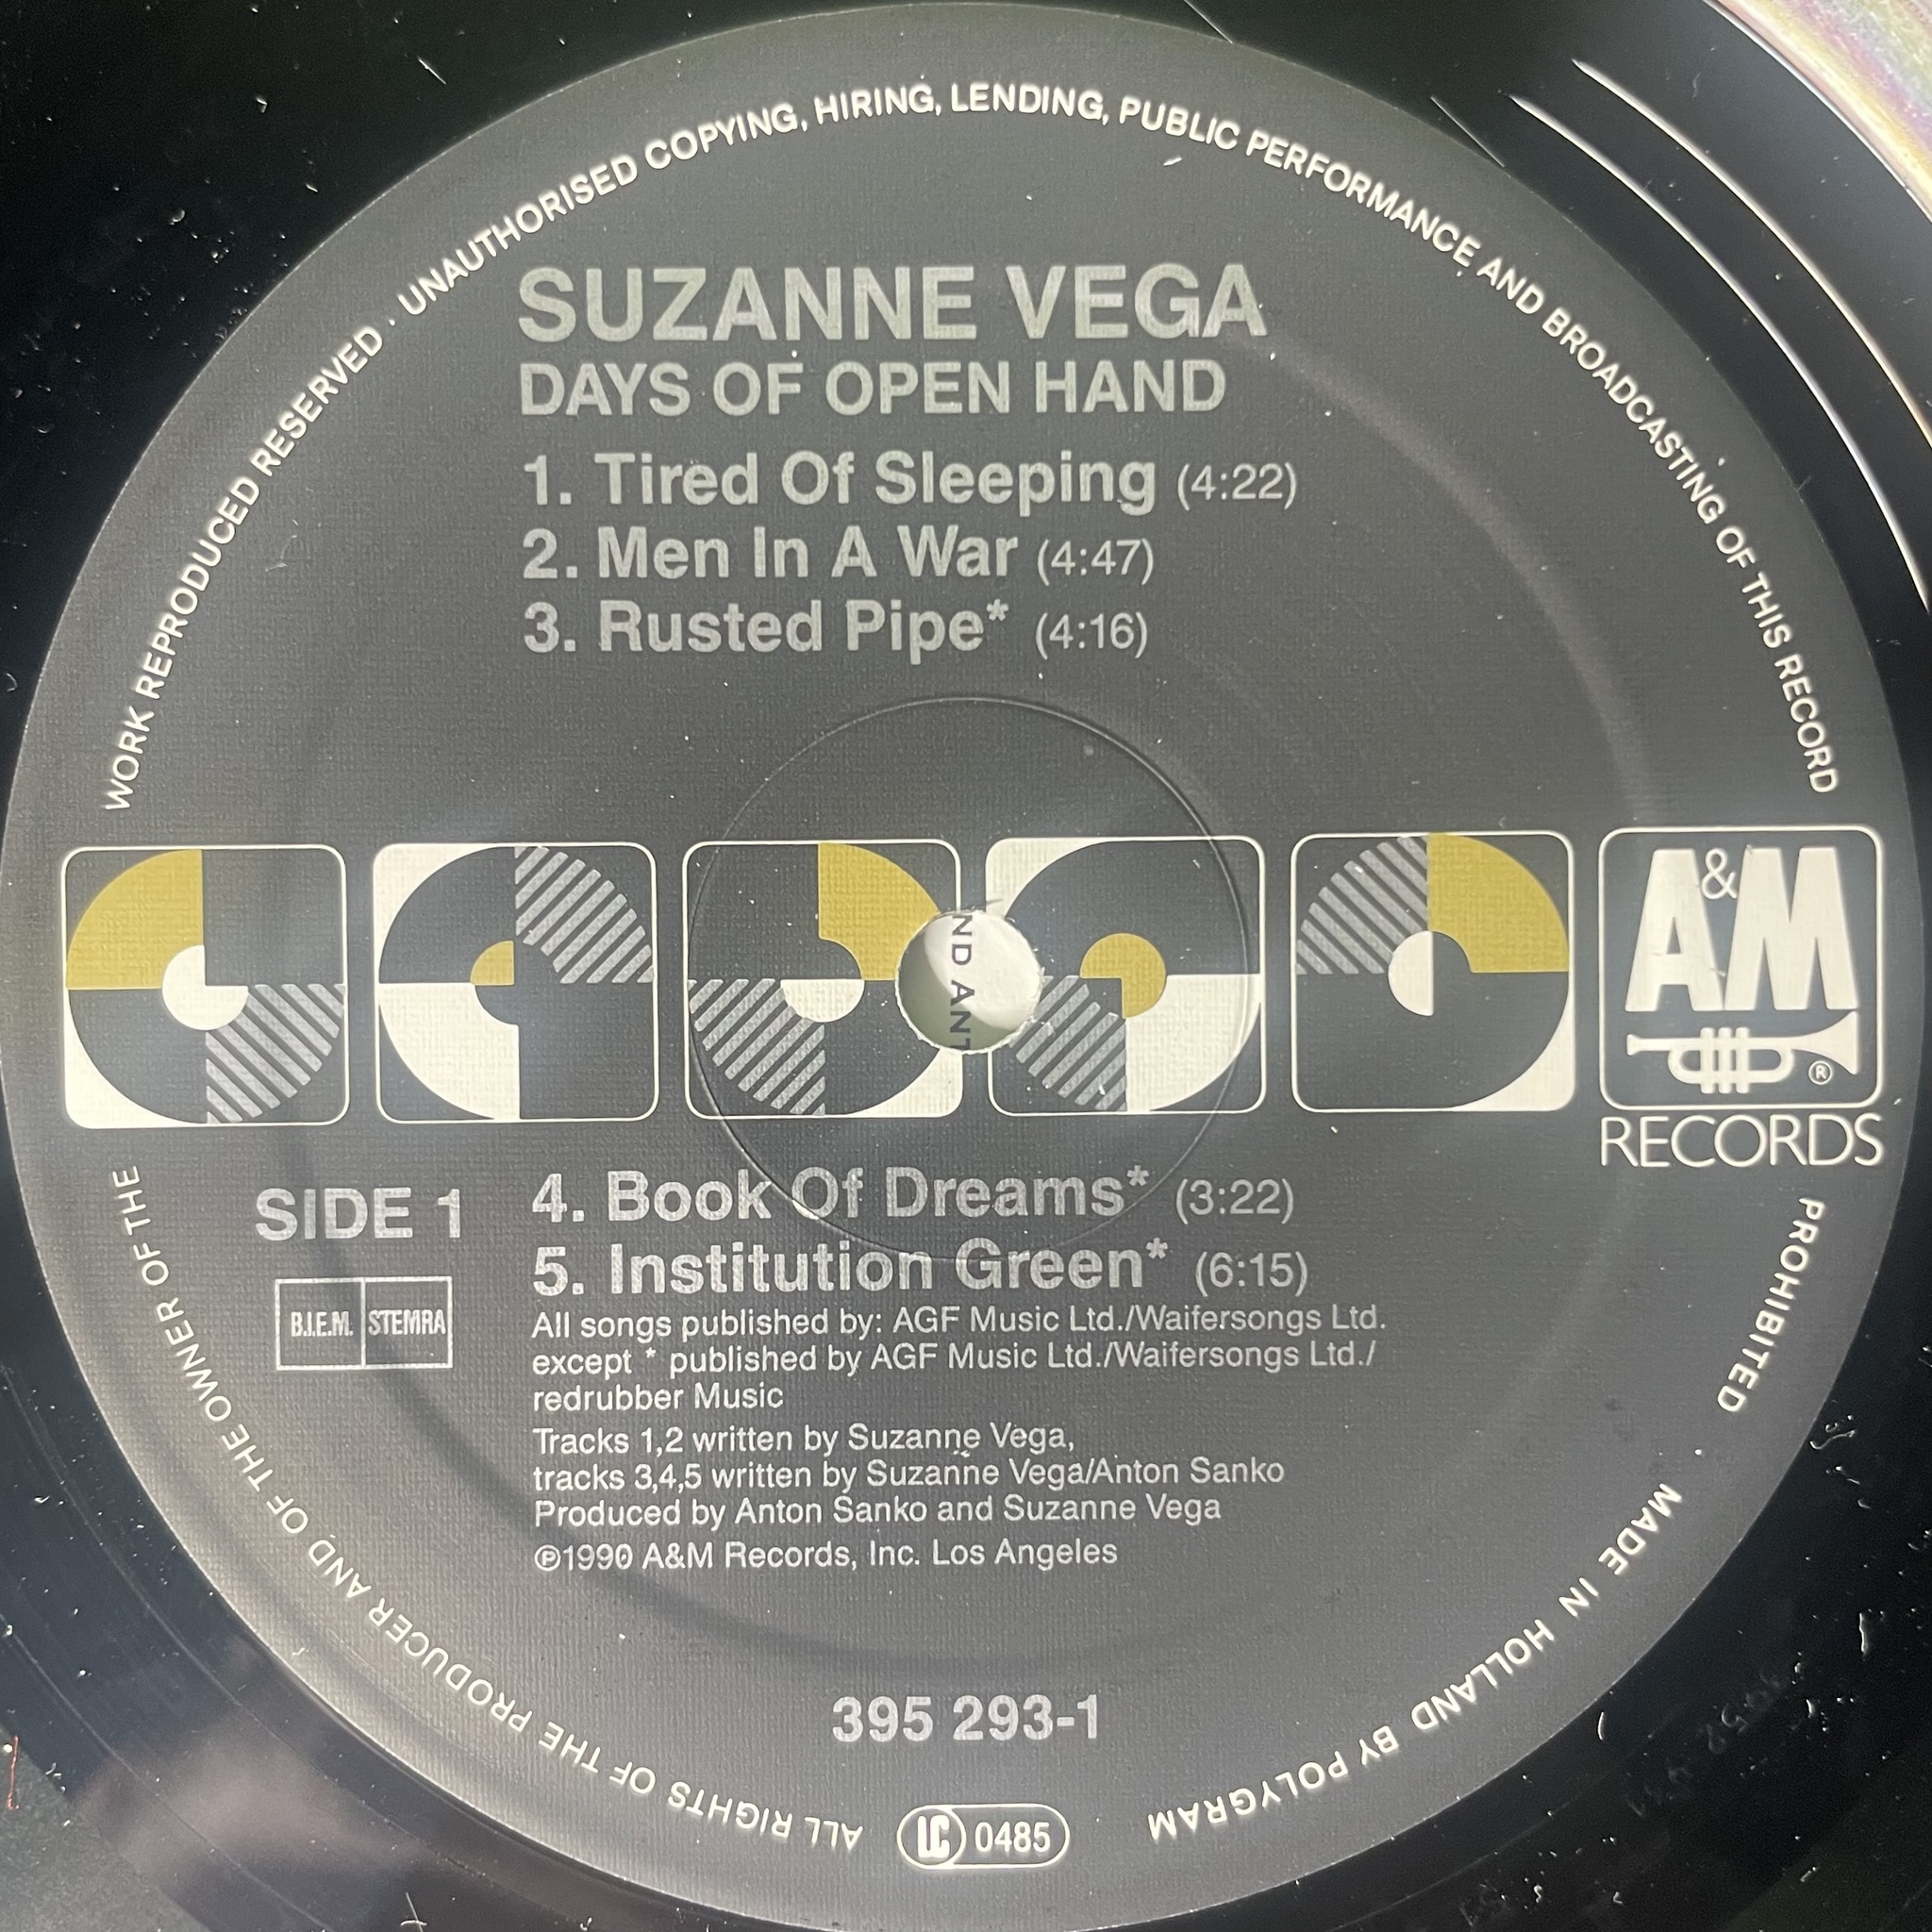 WORK REPRODUCED RESERVED · UNAUTHORISED COPYING, HIRING, LENDING, PUBLIC PERFORMANCE AND BROADCASTING OF THIS RECORD
SUZANNE VEGA
DAYS OF OPEN HAND
1. Tired Of Sleeping (4:22)
2. Men In A War (4:47)
3. Rusted Pipe* (4:16)
ND ANT
A&M
®
RECORDS
SIDE 1
B.I.E.M. STEMRA
4. Book Of Dreams* (3:22)
5. Institution Green* (6:15)
All songs published by: AGF Music Ltd./Waifersongs Ltd.
except * published by AGF Music Ltd./Waifersongs Ltd./
redrubber Music
Tracks 1,2 written by Suzanne Vega,
tracks 3,4,5 written by Suzanne Vega/Anton Sanko
Produced by Anton Sanko and Suzanne Vega
℗1990 A&M Records, Inc. Los Angeles
395 293-1
ALL RIGHTS OF THE PRODUCER AND OF THE OWNER OF THE
LC 0485
PROHIBITED · MADE IN HOLLAND BY POLYGRAM